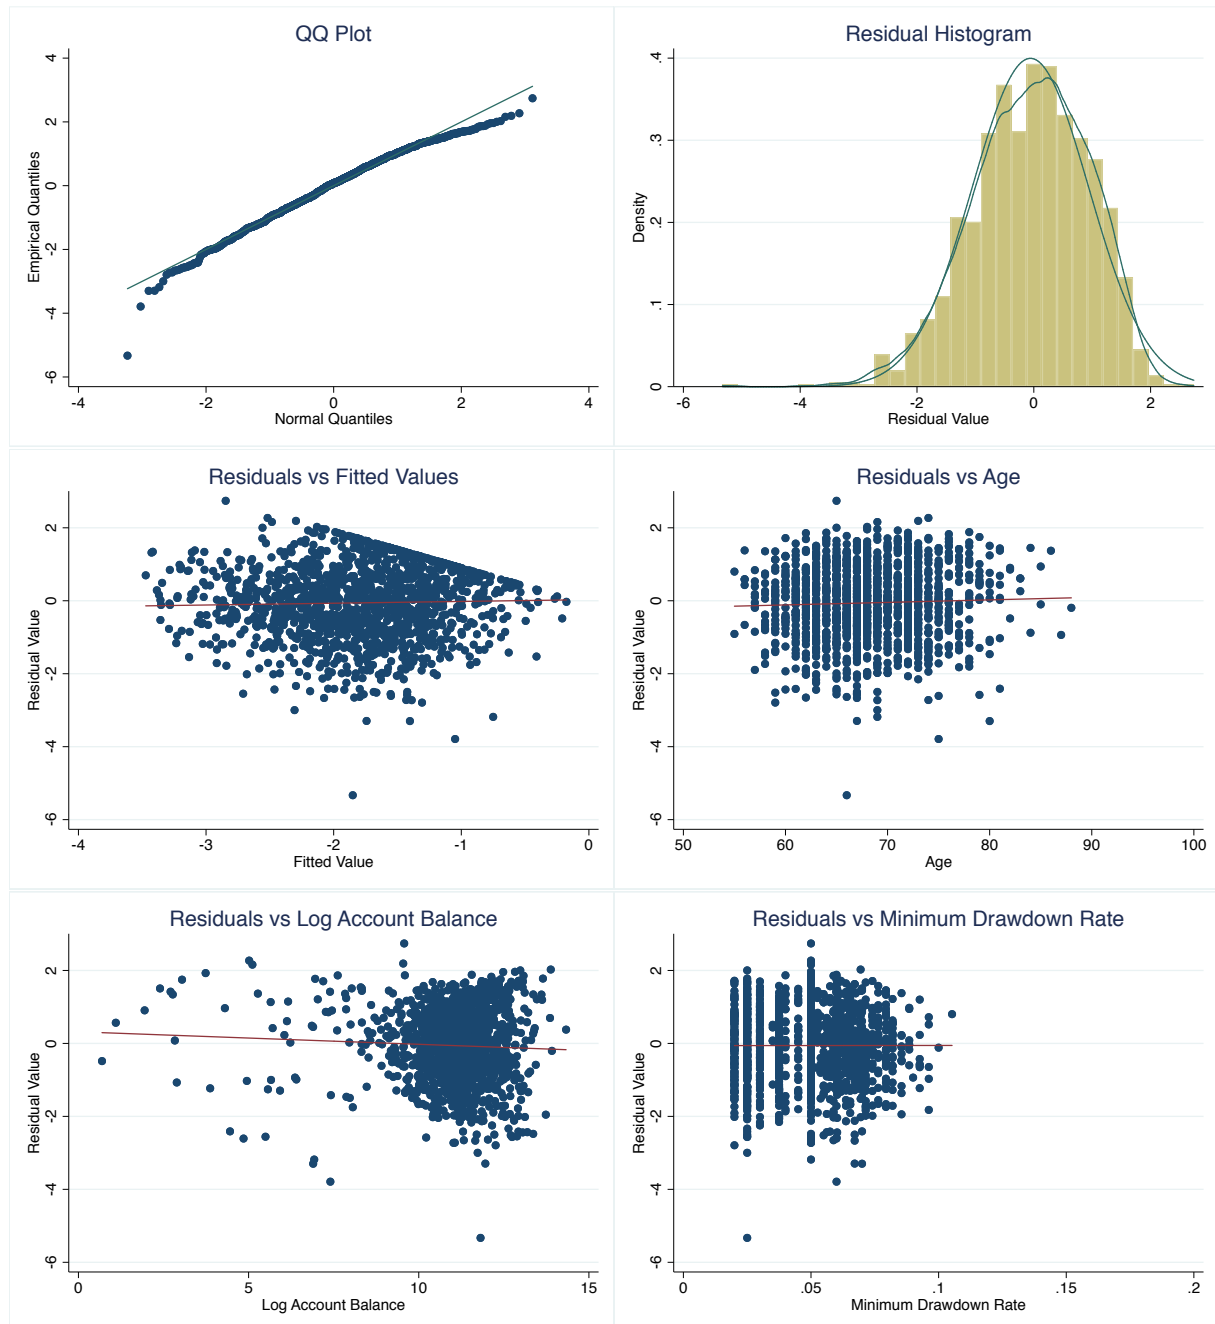 QQ Plot
4
2
0
-2
-4
-6
Empirical Quantiles
-4 -2 0 2 4
Normal Quantiles
Residual Histogram
.4
.3
.2
.1
0
Density
-6 -4 -2 0 2
Residual Value
Residuals vs Fitted Values
2
0
-2
-4
-6
Residual Value
-4 -3 -2 -1 0
Fitted Value
Residuals vs Age
2
0
-2
-4
-6
Residual Value
50 60 70 80 90 100
Age
Residuals vs Log Account Balance
2
0
-2
-4
-6
Residual Value
0 5 10 15
Log Account Balance
Residuals vs Minimum Drawdown Rate
2
0
-2
-4
-6
Residual Value
0 .05 .1 .15 .2
Minimum Drawdown Rate